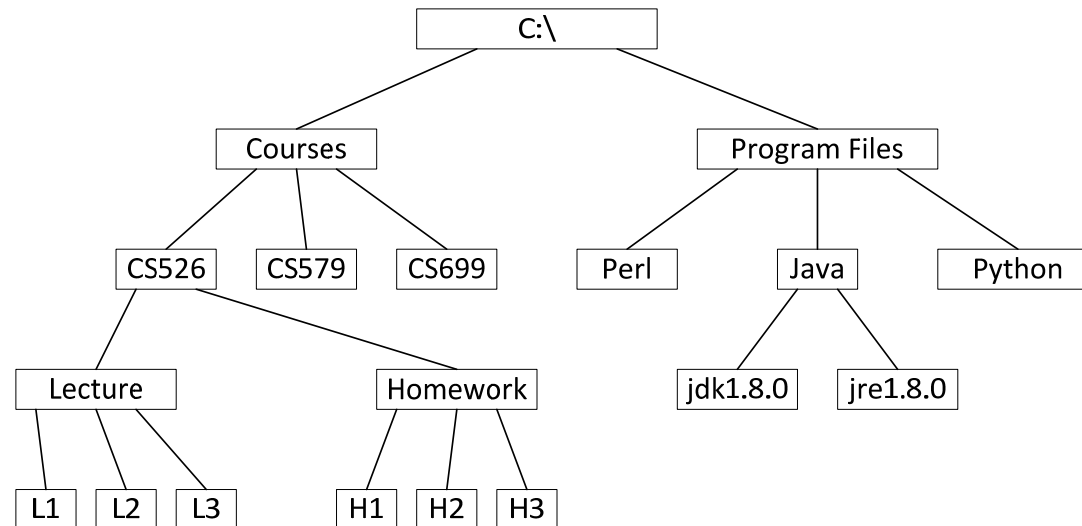 C:\
Courses
Program Files
CS526
CS579
CS699
Perl
Java
Python
Lecture
Homework
jdk1.8.0
jre1.8.0
L1
L2
L3
H1
H2
H3